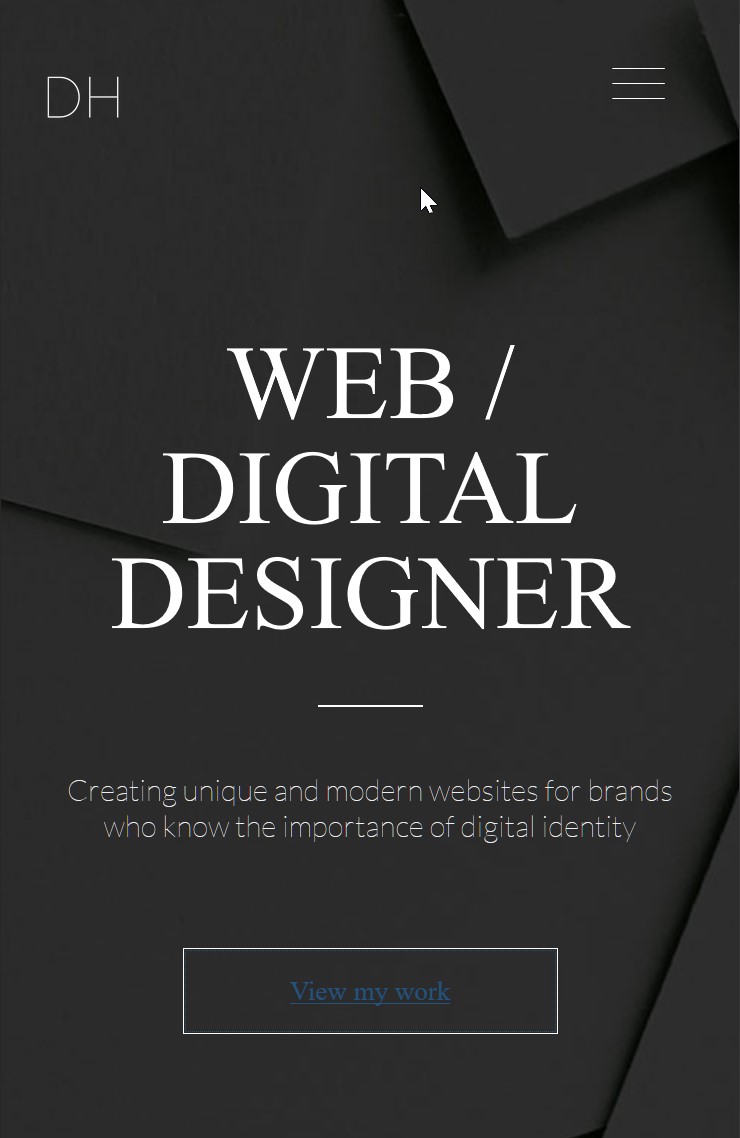 DH
WEB /
DIGITAL
DESIGNER
Creating unique and modern websites for brands
who know the importance of digital identity
View my work